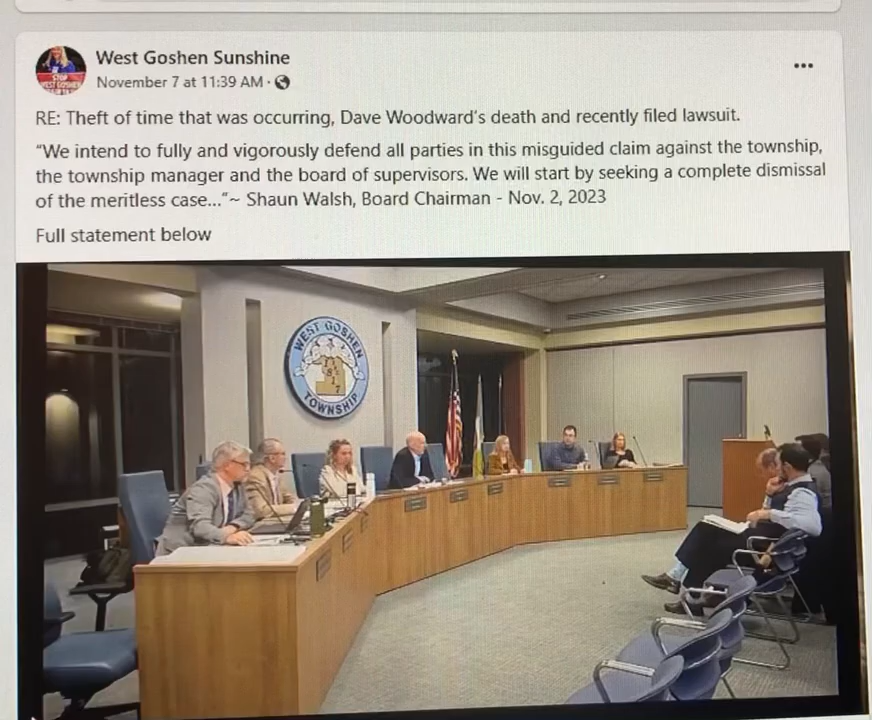 West Goshen Sunshine
November 7 at 11:39 AM ·
RE: Theft of time that was occurring, Dave Woodward's death and recently filed lawsuit.
"We intend to fully and vigorously defend all parties in this misguided claim against the township,
the township manager and the board of supervisors. We will start by seeking a complete dismissal
of the meritless case..."~ Shaun Walsh, Board Chairman - Nov. 2, 2023
Full statement below
WEST GOSHEN
1817
TOWNSHIP